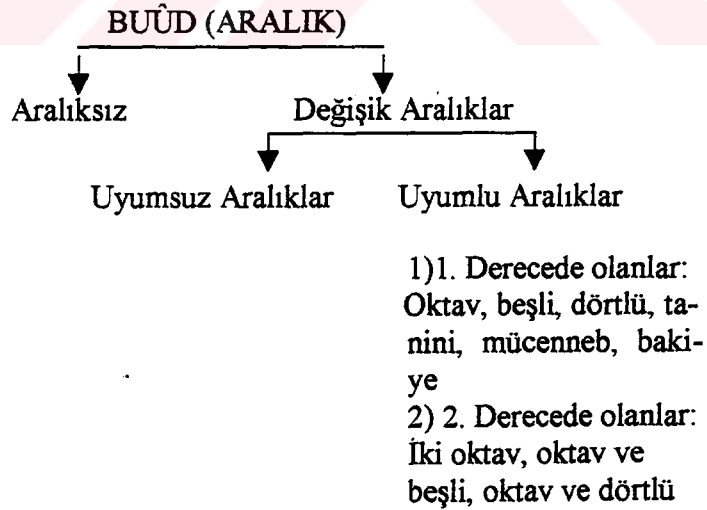 BUÛD (ARALIK)
Aralıksız Değişik Aralıklar
Uyumsuz Aralıklar Uyumlu Aralıklar
1)1. Derecede olanlar:
Oktav, beşli, dörtlü, ta-
nini, mücenneb, baki-
ye
2) 2. Derecede olanlar:
İki oktav, oktav ve
beşli, oktav ve dörtlü